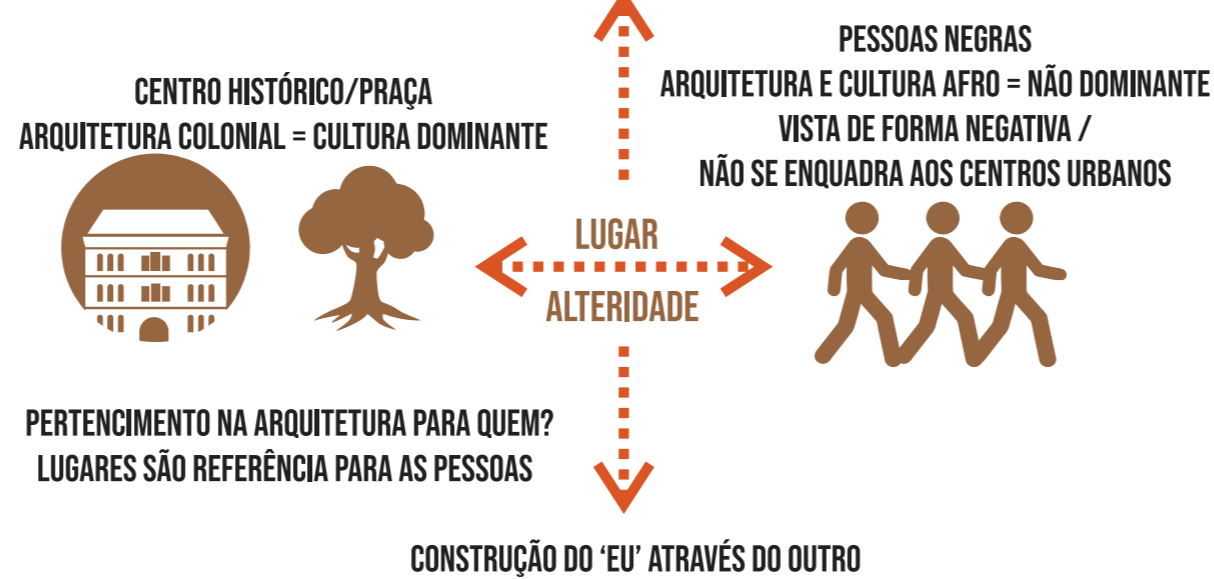 CENTRO HISTÓRICO/PRAÇA
ARQUITETURA COLONIAL = CULTURA DOMINANTE
PESSOAS NEGRAS
ARQUITETURA E CULTURA AFRO = NÃO DOMINANTE
VISTA DE FORMA NEGATIVA /
NÃO SE ENQUADRA AOS CENTROS URBANOS
LUGAR
ALTERIDADE
PERTENCIMENTO NA ARQUITETURA PARA QUEM?
LUGARES SÃO REFERÊNCIA PARA AS PESSOAS
CONSTRUÇÃO DO ‘EU’ ATRAVÉS DO OUTRO